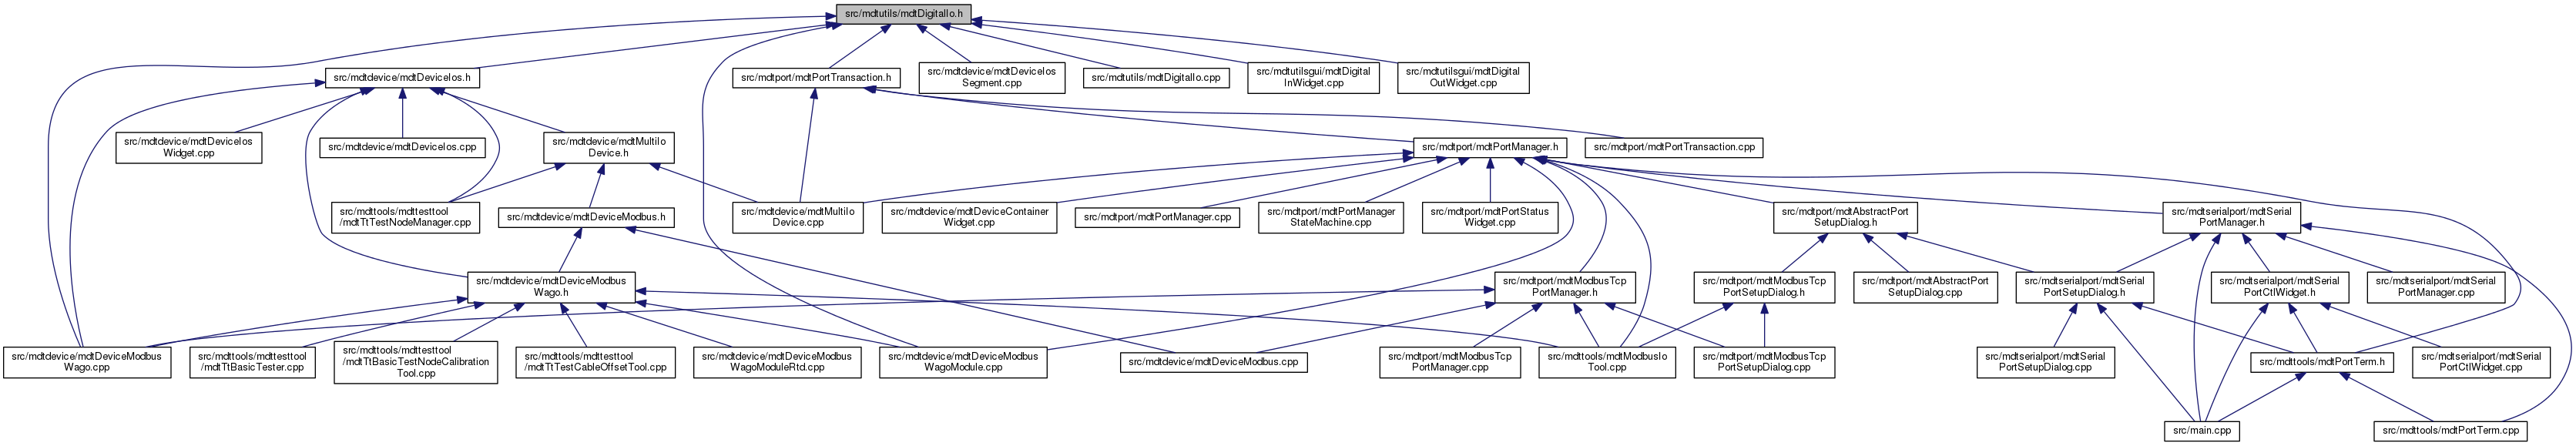 src/mdtutils/mdtDigitalIo.h
src/mdtdevice/mdtDeviceIos.h
src/mdtport/mdtPortTransaction.h
src/mdtdevice/mdtDeviceIos
Segment.cpp
src/mdtutils/mdtDigitalIo.cpp
src/mdtutilsgui/mdtDigital
InWidget.cpp
src/mdtutilsgui/mdtDigital
OutWidget.cpp
src/mdtdevice/mdtDeviceIos
Widget.cpp
src/mdtdevice/mdtDeviceIos.cpp
src/mdtdevice/mdtMultiIo
Device.h
src/mdtport/mdtPortManager.h
src/mdtport/mdtPortTransaction.cpp
src/mdttools/mdttesttool
/mdtTtTestNodeManager.cpp
src/mdtdevice/mdtDeviceModbus.h
src/mdtdevice/mdtMultiIo
Device.cpp
src/mdtdevice/mdtDeviceContainer
Widget.cpp
src/mdtport/mdtPortManager.cpp
src/mdtport/mdtPortManager
StateMachine.cpp
src/mdtport/mdtPortStatus
Widget.cpp
src/mdtport/mdtAbstractPort
SetupDialog.h
src/mdtserialport/mdtSerial
PortManager.h
src/mdtdevice/mdtDeviceModbus
Wago.h
src/mdtport/mdtModbusTcp
PortManager.h
src/mdtport/mdtModbusTcp
PortSetupDialog.h
src/mdtport/mdtAbstractPort
SetupDialog.cpp
src/mdtserialport/mdtSerial
PortSetupDialog.h
src/mdtserialport/mdtSerial
PortCtlWidget.h
src/mdtserialport/mdtSerial
PortManager.cpp
src/mdtdevice/mdtDeviceModbus
Wago.cpp
src/mdttools/mdttesttool
/mdtTtBasicTester.cpp
src/mdttools/mdttesttool
/mdtTtBasicTestNodeCalibration
Tool.cpp
src/mdttools/mdttesttool
/mdtTtTestCableOffsetTool.cpp
src/mdtdevice/mdtDeviceModbus
WagoModuleRtd.cpp
src/mdtdevice/mdtDeviceModbus
WagoModule.cpp
src/mdtdevice/mdtDeviceModbus.cpp
src/mdtport/mdtModbusTcp
PortManager.cpp
src/mdttools/mdtModbusIo
Tool.cpp
src/mdtport/mdtModbusTcp
PortSetupDialog.cpp
src/mdtserialport/mdtSerial
PortSetupDialog.cpp
src/mdttools/mdtPortTerm.h
src/mdtserialport/mdtSerial
PortCtlWidget.cpp
src/main.cpp
src/mdttools/mdtPortTerm.cpp